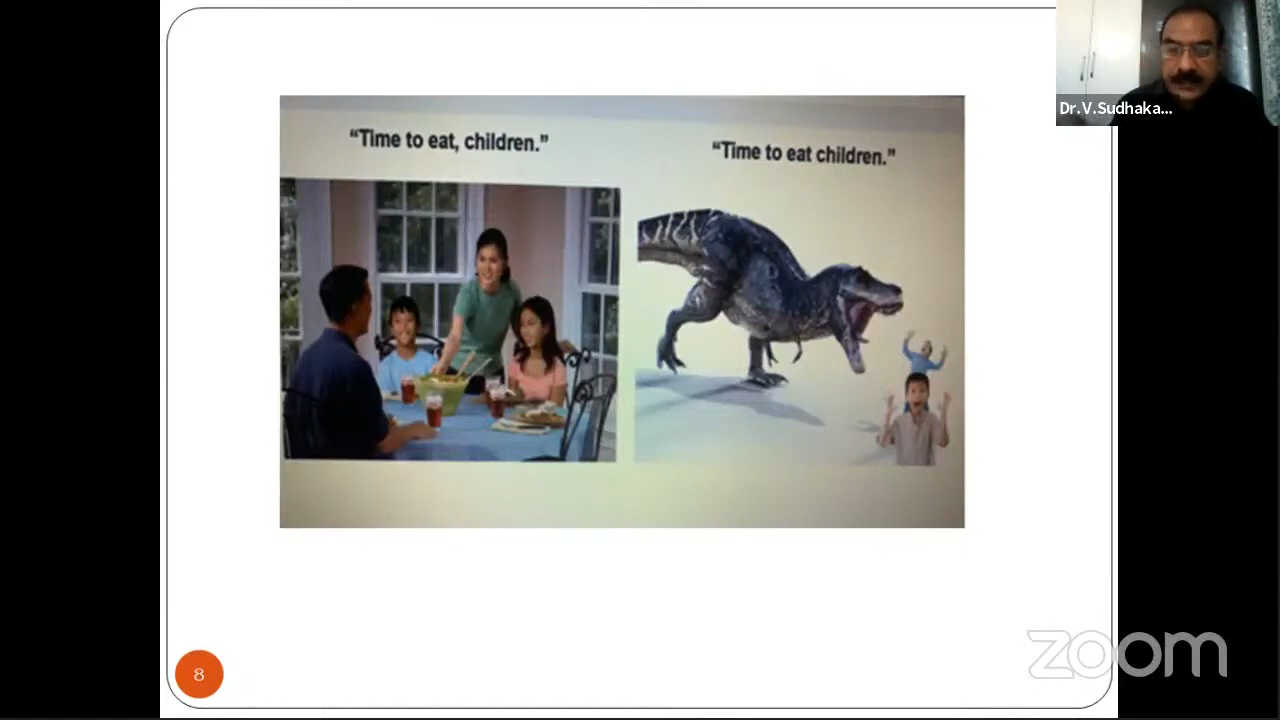 Dr.V.Sudhaka...
“Time to eat, children.”
“Time to eat children.”
8
zoom